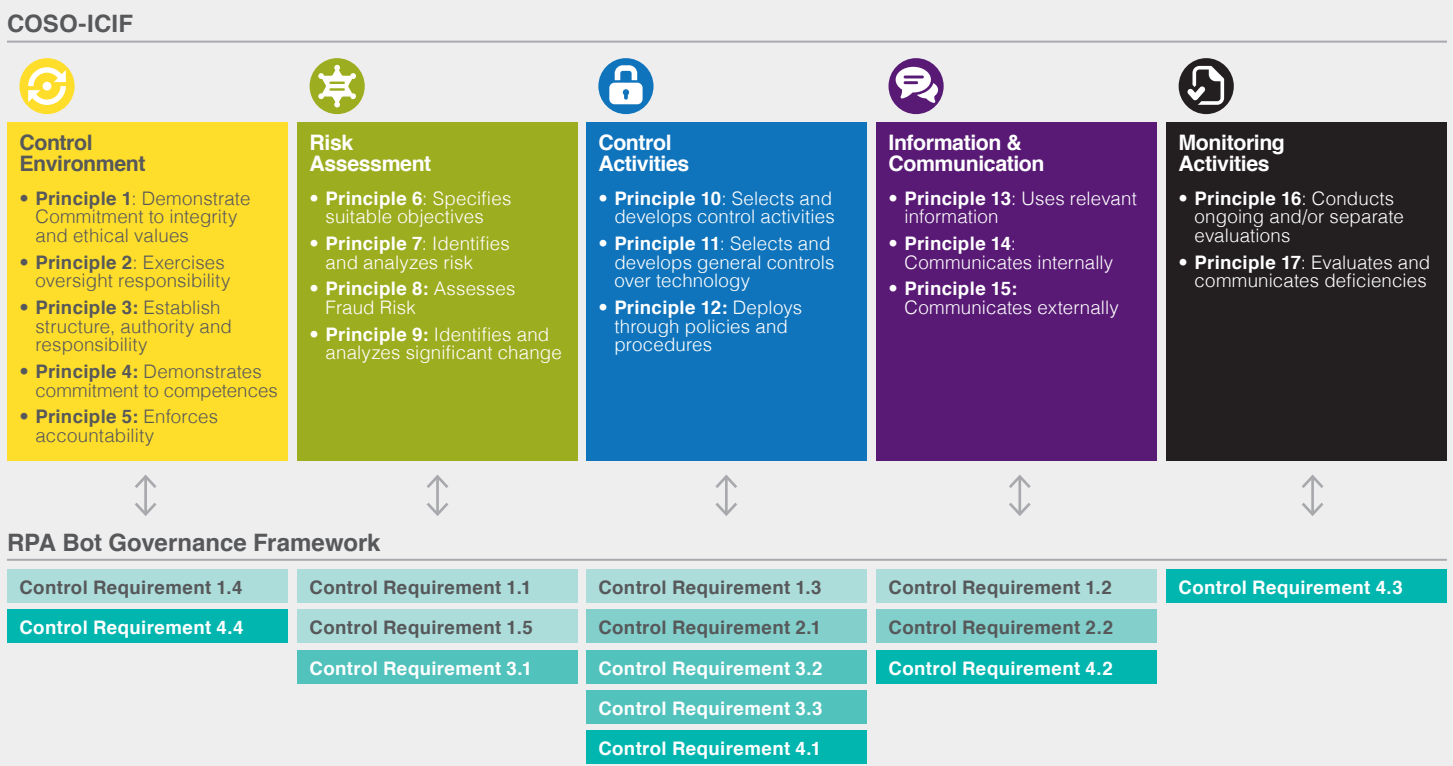 COSO-ICIF
Control
Environment
• Principle 1: Demonstrate
Commitment to integrity
and ethical values
• Principle 2: Exercises
oversight responsibility
• Principle 3: Establish
structure, authority and
responsibility
• Principle 4: Demonstrates
commitment to competences
• Principle 5: Enforces
accountability
Risk
Assessment
• Principle 6: Specifies
suitable objectives
• Principle 7: Identifies
and analyzes risk
• Principle 8: Assesses
Fraud Risk
• Principle 9: Identifies and
analyzes significant change
Control
Activities
• Principle 10: Selects and
develops control activities
• Principle 11: Selects and
develops general controls
over technology
• Principle 12: Deploys
through policies and
procedures
Information &
Communication
• Principle 13: Uses relevant
information
• Principle 14:
Communicates internally
• Principle 15:
Communicates externally
Monitoring
Activities
• Principle 16: Conducts
ongoing and/or separate
evaluations
• Principle 17: Evaluates and
communicates deficiencies
RPA Bot Governance Framework
Control Requirement 1.4
Control Requirement 4.4
Control Requirement 1.1
Control Requirement 1.5
Control Requirement 3.1
Control Requirement 1.3
Control Requirement 2.1
Control Requirement 3.2
Control Requirement 3.3
Control Requirement 4.1
Control Requirement 1.2
Control Requirement 2.2
Control Requirement 4.2
Control Requirement 4.3